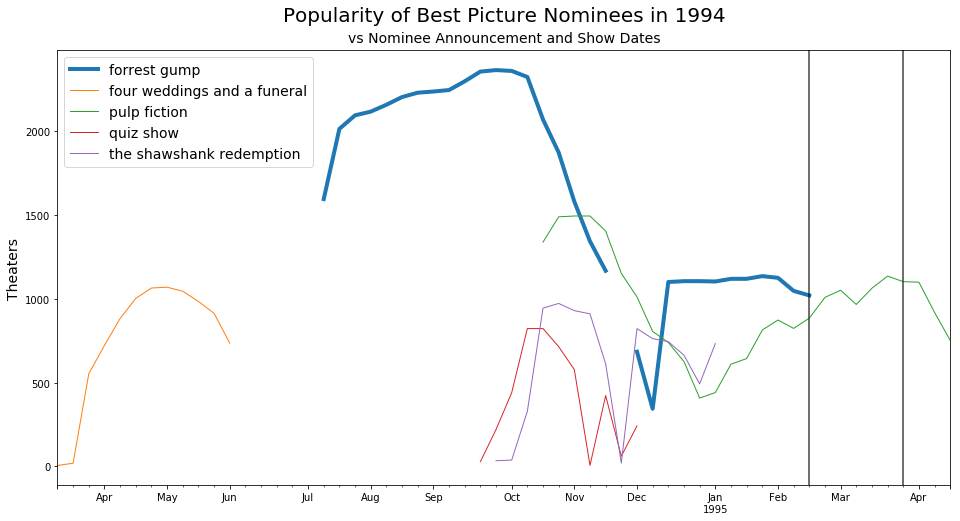 Popularity of Best Picture Nominees in 1994
vs Nominee Announcement and Show Dates
forrest gump
four weddings and a funeral
pulp fiction
quiz show
the shawshank redemption
Theaters
2000
1500
1000
500
0
Apr May Jun Jul Aug Sep Oct Nov Dec Jan Feb Mar Apr
1995